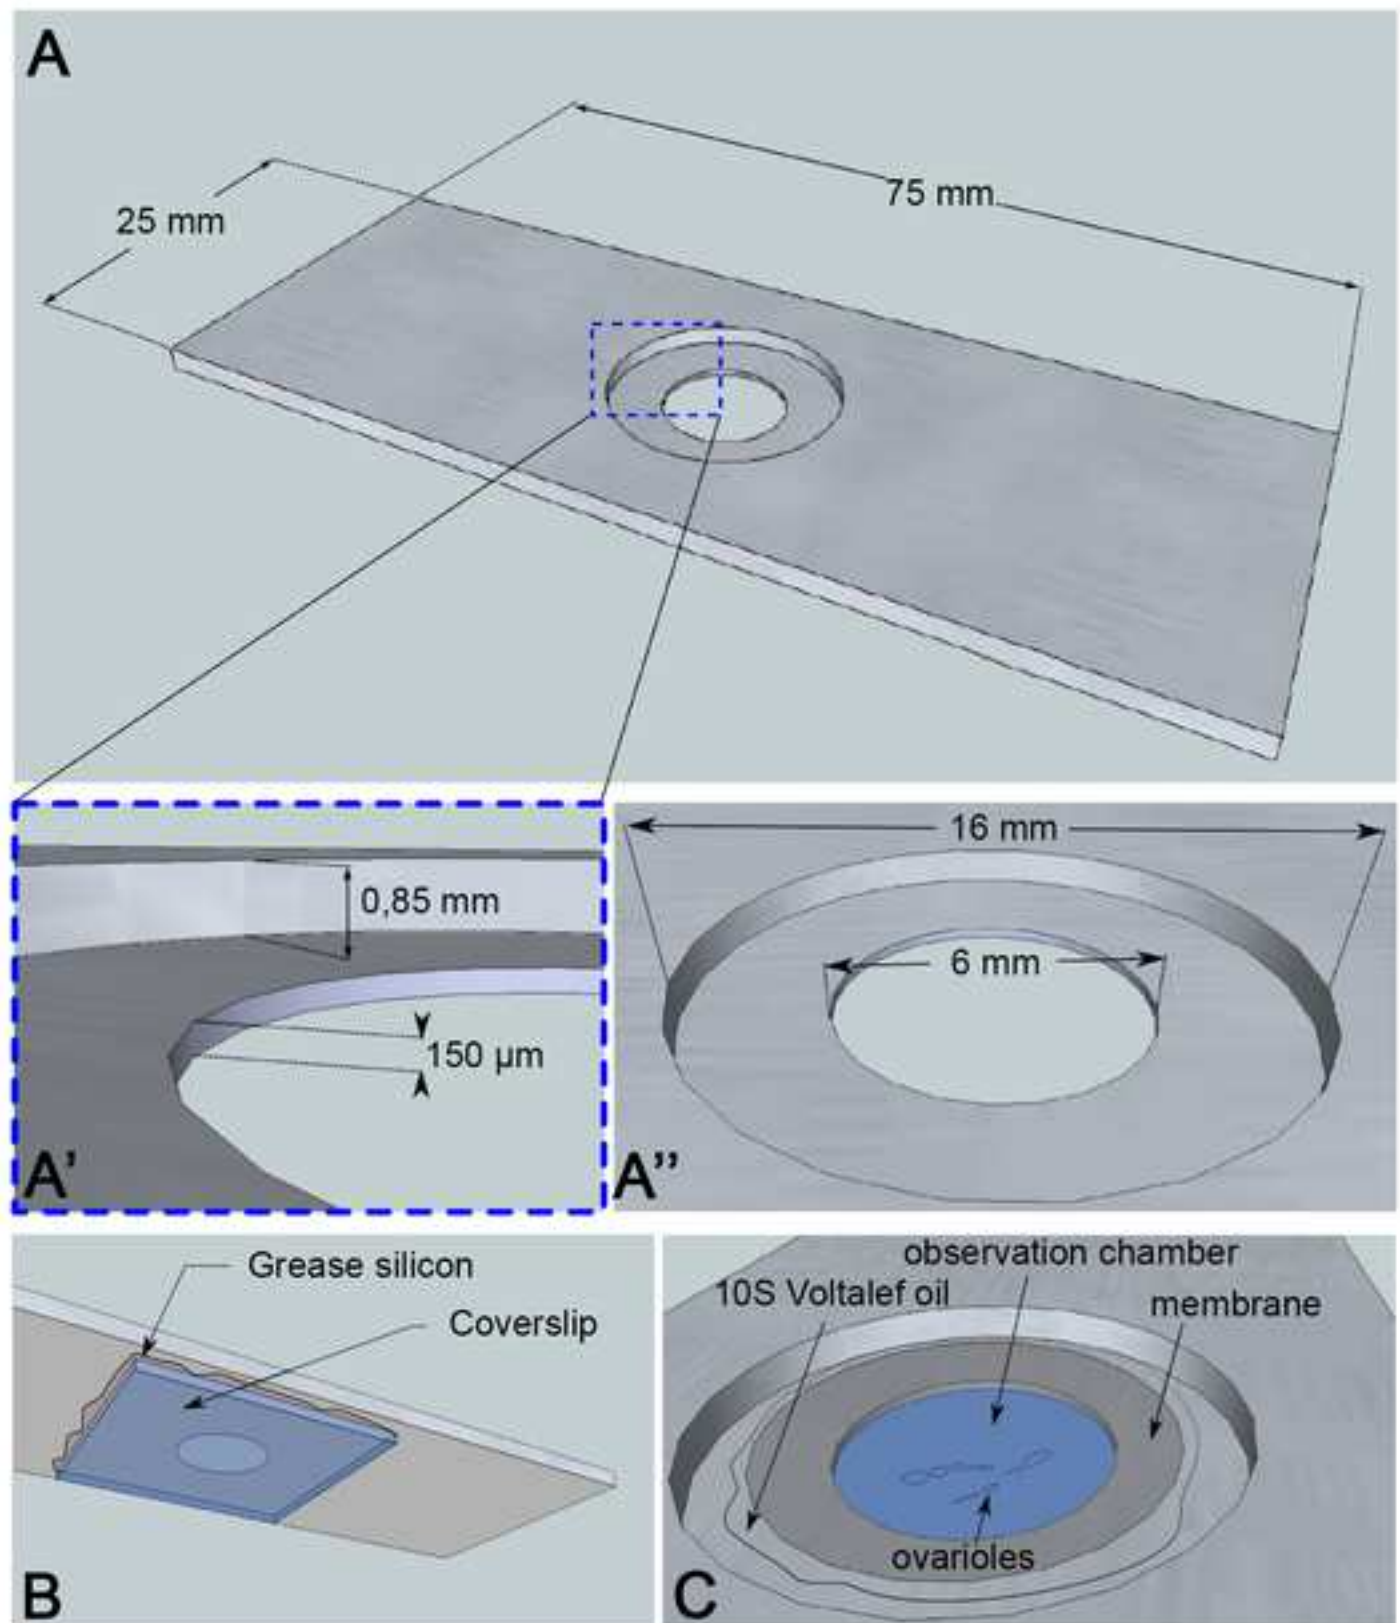 A
75 mm
25 mm
0,85 mm
150 µm
A’
16 mm
6 mm
A’’
Grease silicon
Coverslip
B
observation chamber
10S Voltalef oil
membrane
ovarioles
C